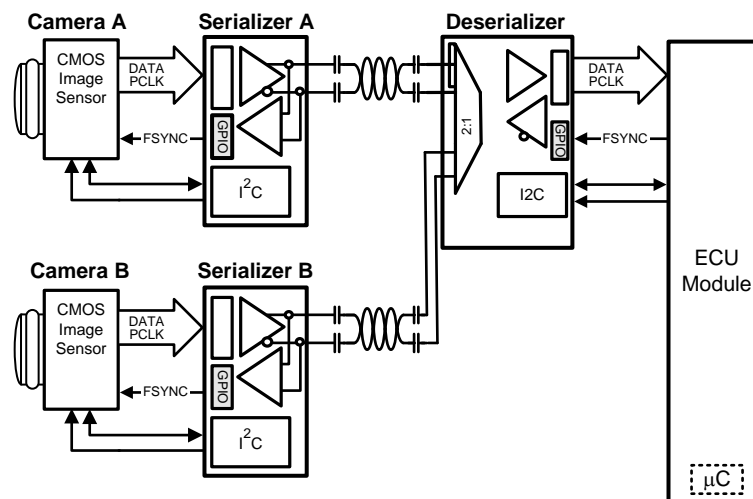 Camera A
Serializer A
Deserializer
CMOS
Image
Sensor
DATA
PCLK
FSYNC
GPIO
I²C
2:1
DATA
PCLK
FSYNC
GPIO
I2C
ECU
Module
Camera B
Serializer B
CMOS
Image
Sensor
DATA
PCLK
FSYNC
GPIO
I²C
µC